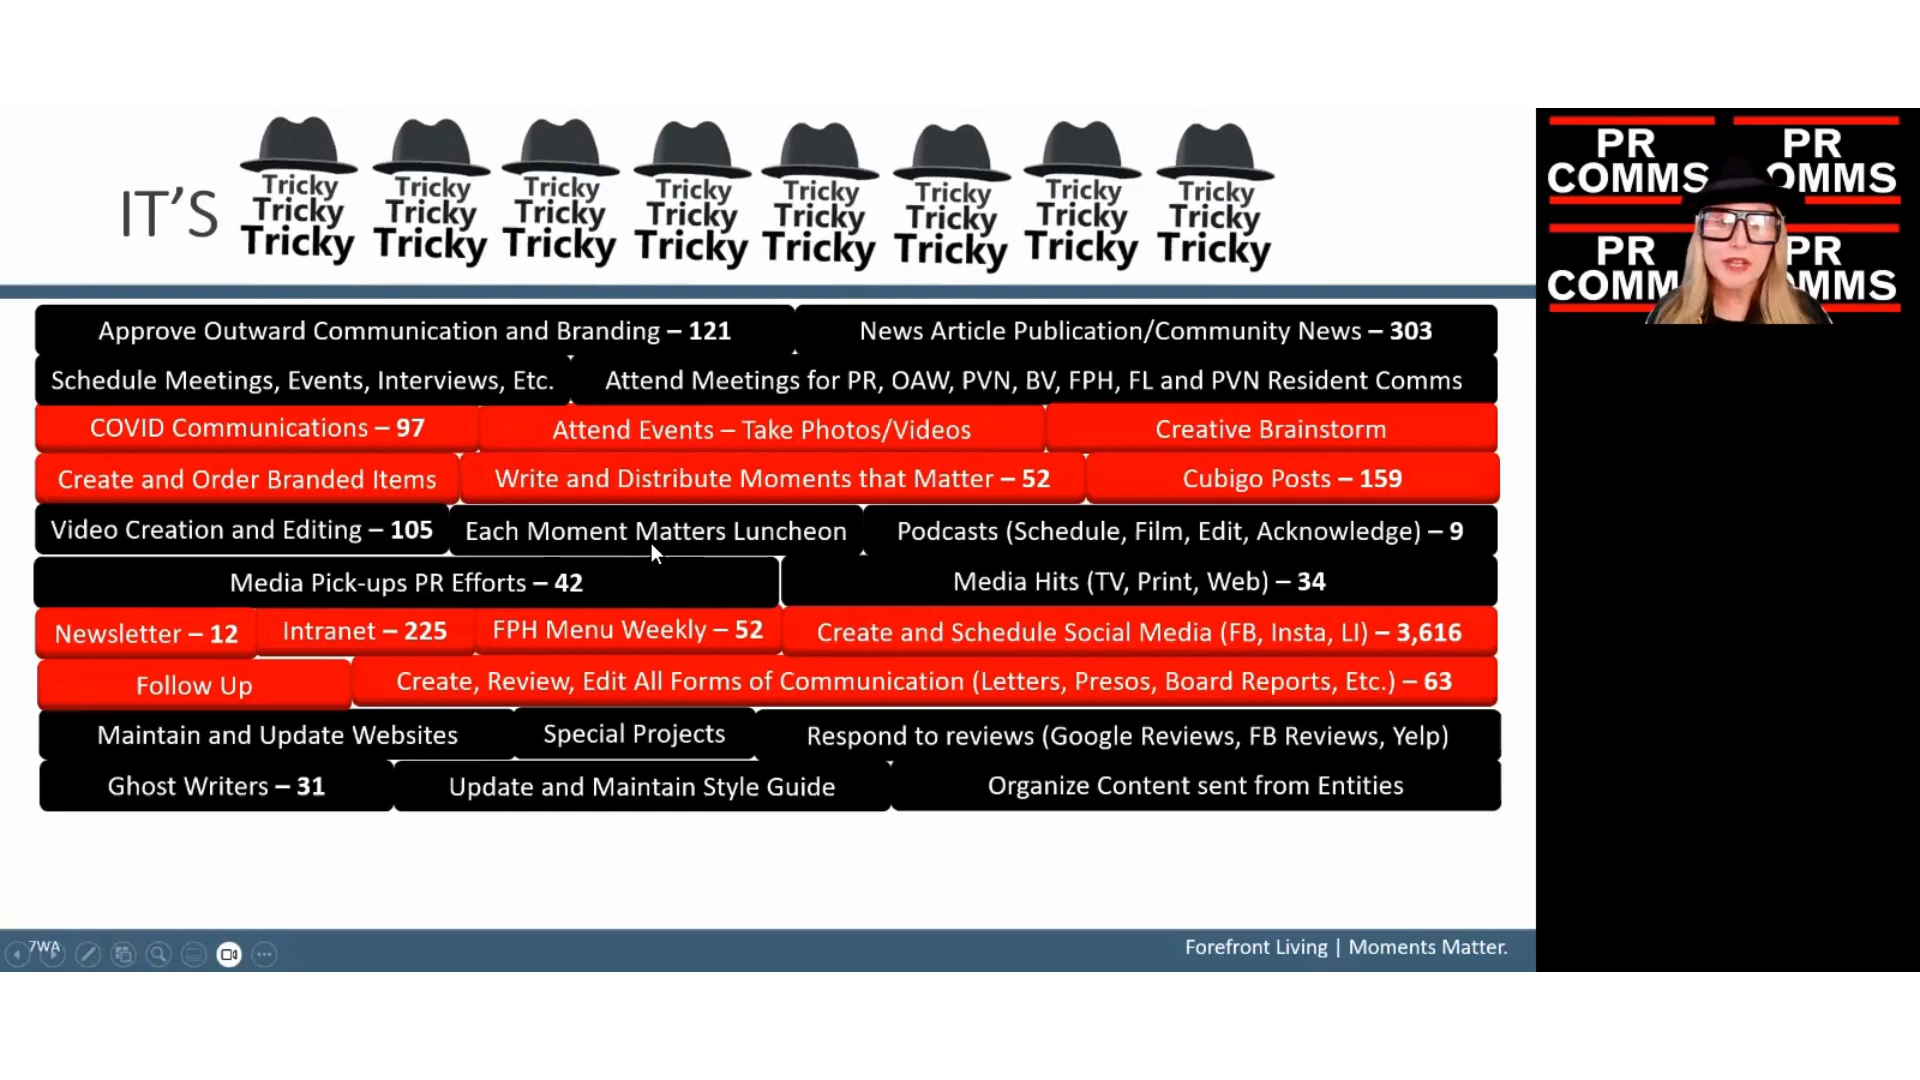 IT'S
Tricky Tricky Tricky Tricky Tricky Tricky Tricky Tricky
Tricky Tricky Tricky Tricky Tricky Tricky Tricky Tricky
Tricky Tricky Tricky Tricky Tricky Tricky Tricky Tricky
Approve Outward Communication and Branding – 121
News Article Publication/Community News – 303
Schedule Meetings, Events, Interviews, Etc.
Attend Meetings for PR, OAW, PVN, BV, FPH, FL and PVN Resident Comms
COVID Communications – 97
Attend Events – Take Photos/Videos
Creative Brainstorm
Create and Order Branded Items
Write and Distribute Moments that Matter – 52
Cubigo Posts – 159
Video Creation and Editing – 105
Each Moment Matters Luncheon
Podcasts (Schedule, Film, Edit, Acknowledge) – 9
Media Pick-ups PR Efforts – 42
Media Hits (TV, Print, Web) – 34
Newsletter – 12
Intranet – 225
FPH Menu Weekly – 52
Create and Schedule Social Media (FB, Insta, LI) – 3,616
Follow Up
Create, Review, Edit All Forms of Communication (Letters, Presos, Board Reports, Etc.) – 63
Maintain and Update Websites
Special Projects
Respond to reviews (Google Reviews, FB Reviews, Yelp)
Ghost Writers – 31
Update and Maintain Style Guide
Organize Content sent from Entities
7WA
Forefront Living | Moments Matter.
PR
COMMS
PR
OMMS
PR
COMM
PR
MMS